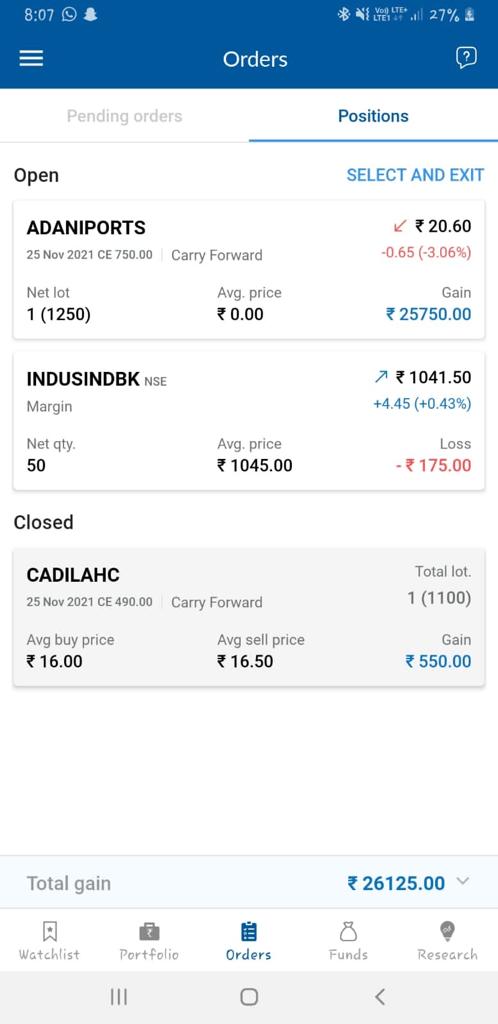 8:07 Vo)) LTE+ LTE1 27%
Orders
Pending orders Positions
Open SELECT AND EXIT
ADANIPORTS ₹ 20.60
25 Nov 2021 CE 750.00 Carry Forward -0.65 (-3.06%)
Net lot Avg. price Gain
1 (1250) ₹ 0.00 ₹ 25750.00
INDUSINDBK NSE ₹ 1041.50
Margin +4.45 (+0.43%)
Net qty. Avg. price Loss
50 ₹ 1045.00 - ₹ 175.00
Closed
CADILAHC Total lot.
25 Nov 2021 CE 490.00 Carry Forward 1 (1100)
Avg buy price Avg sell price Gain
₹ 16.00 ₹ 16.50 ₹ 550.00
Total gain ₹ 26125.00
Watchlist Portfolio Orders Funds Research